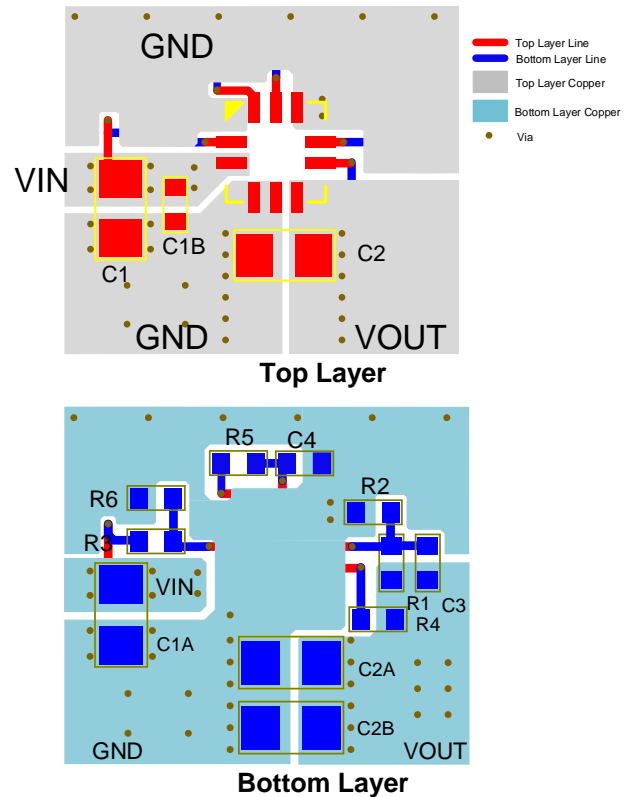 GND
Top Layer Line
Bottom Layer Line
Top Layer Copper
Bottom Layer Copper
Via
VIN
C1
C1B
C2
GND
VOUT
Top Layer
R5
C4
R6
R2
R3
VIN
R1
C3
R4
C1A
C2A
C2B
GND
VOUT
Bottom Layer